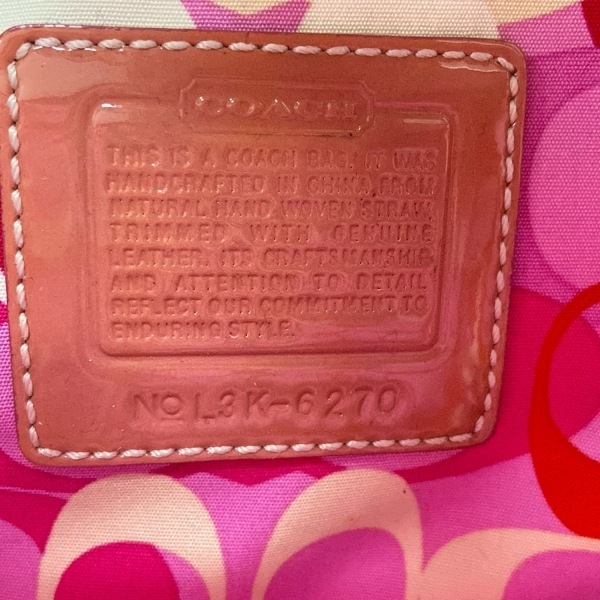 COACH
THIS IS A COACH BAG. IT WAS
HANDCRAFTED IN CHINA FROM
NATURAL HAND WOVEN STRAW,
TRIMMED WITH GENUINE
LEATHER. ITS CRAFTSMANSHIP
AND ATTENTION TO DETAIL
REFLECT OUR COMMITMENT TO
ENDURING STYLE.
No L3K-6270